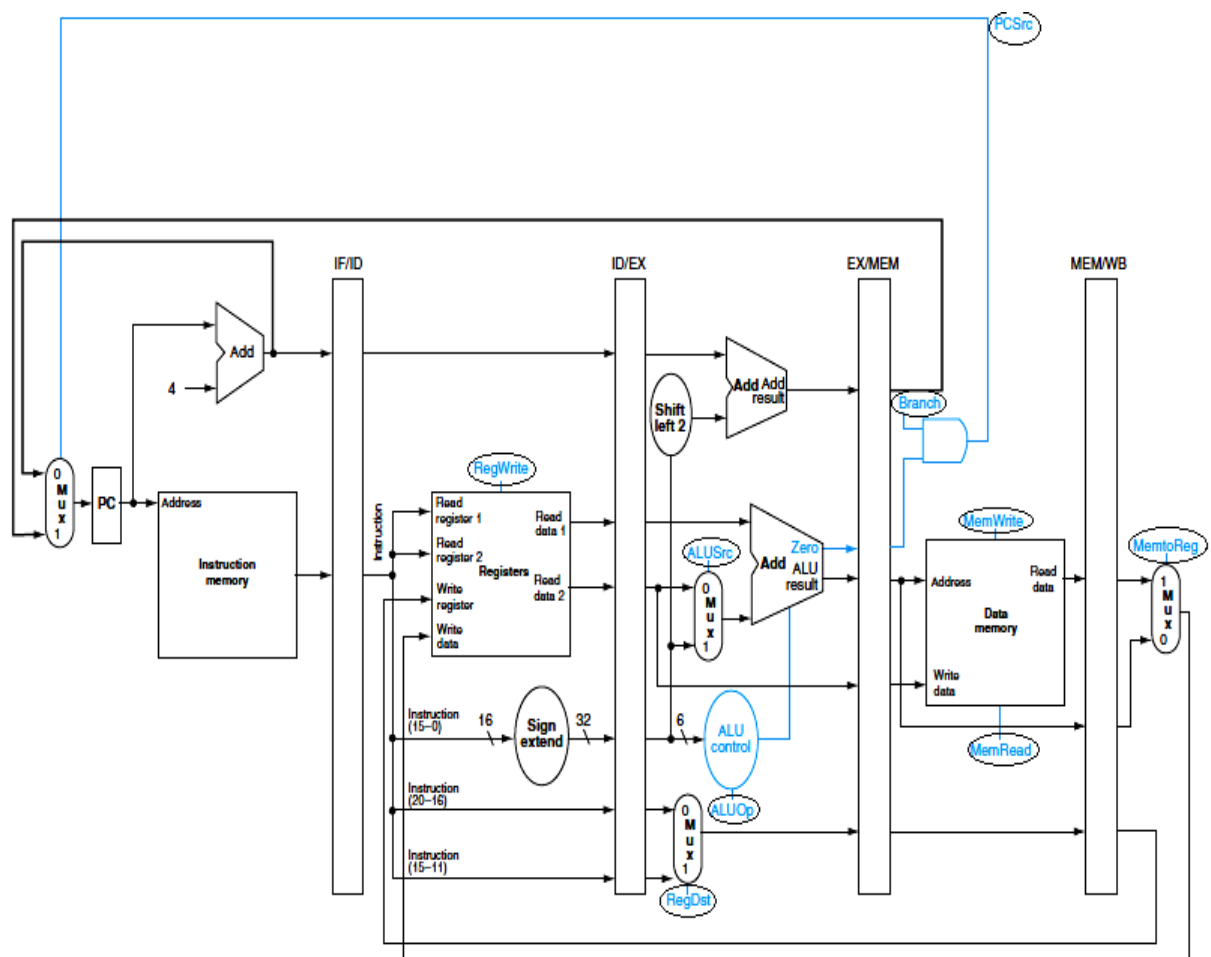 PCSrc
IF/ID
ID/EX
EX/MEM
MEM/WB
Add
4
Add Add
result
Shift
left 2
Branch
RegWrite
0
M
u
x
1
PC
Address
Instruction
memory
Instruction
Read
register 1
Read
register 2
Write
register
Write
data
Registers
Read
data 1
Read
data 2
ALUSrc
0
M
u
x
1
Add
Zero
ALU
result
MemWrite
Address
Read
data
Data
memory
Write
data
MemRead
MemtoReg
1
M
u
x
0
Instruction
(15–0)
16
Sign
extend
32
6
ALU
control
ALUOp
Instruction
(20–16)
Instruction
(15–11)
0
M
u
x
1
RegDst